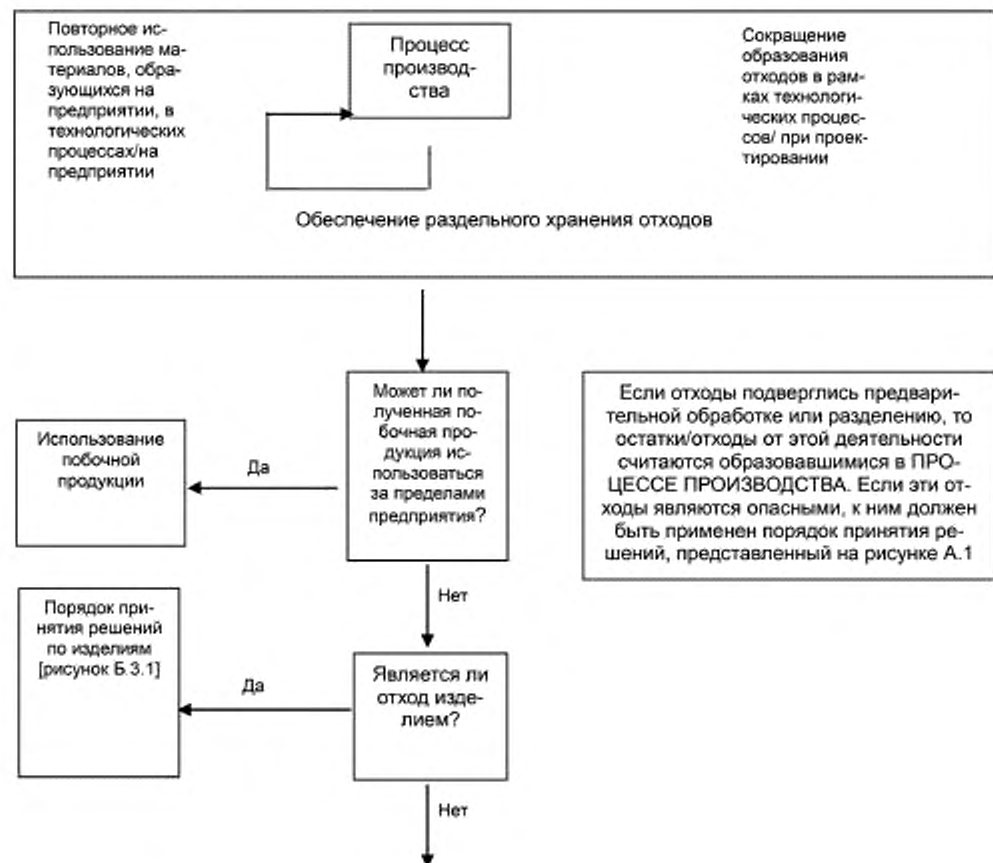 Повторное ис-
пользование ма-
териалов, обра-
зующихся на
предприятии, в
технологических
процессах/на
предприятии
Процесс
производ-
ства
Сокращение
образования
отходов в рам-
ках технологи-
ческих процес-
сов/ при проек-
тировании
Обеспечение раздельного хранения отходов
Может ли по-
лученная по-
бочная про-
дукция ис-
пользоваться
за пределами
предприятия?
Да
Использование
побочной
продукции
Если отходы подверглись предвари-
тельной обработке или разделению, то
остатки/отходы от этой деятельности
считаются образовавшимися в ПРО-
ЦЕССЕ ПРОИЗВОДСТВА. Если эти от-
ходы являются опасными, к ним должен
быть применен порядок принятия ре-
шений, представленный на рисунке А.1
Нет
Порядок при-
нятия решений
по изделиям
[рисунок Б.3.1]
Да
Является ли
отход изде-
лием?
Нет